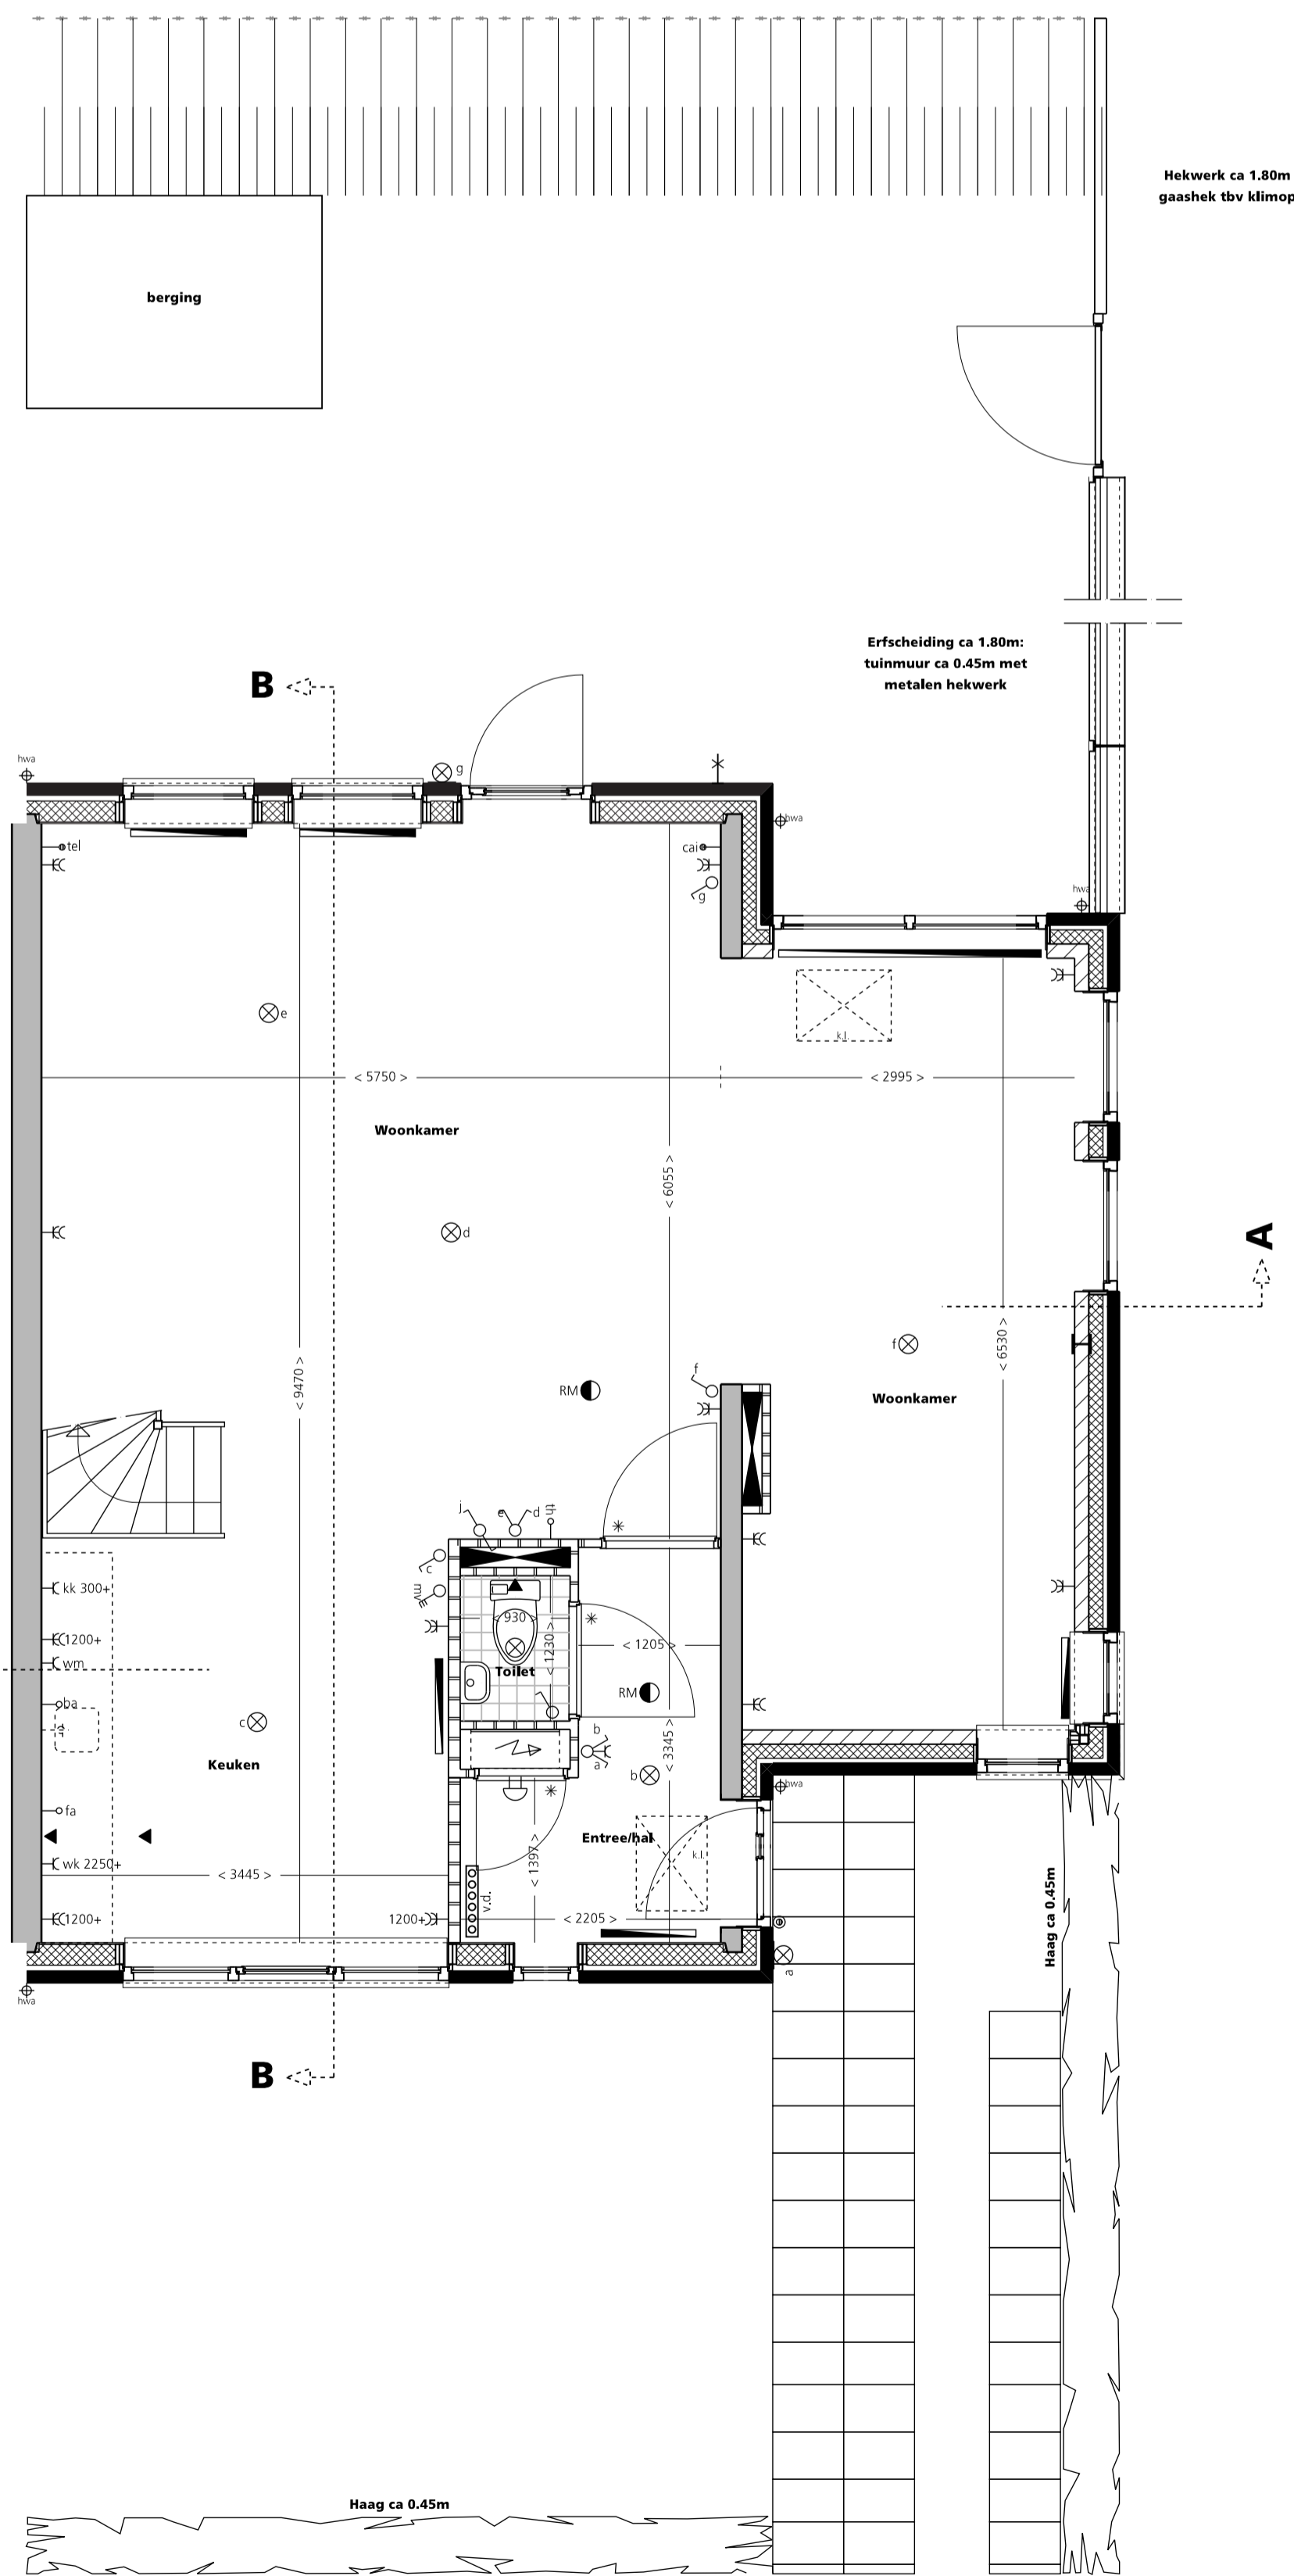 Hekwerk ca 1.80m
gaashek tbv klimop
berging
Erfscheiding ca 1.80m:
tuinmuur ca 0.45m met
metalen hekwerk
B
hwa
g
hwa
tel
cai
g
hwa
e
k.l.
< 5750 >
< 2995 >
Woonkamer
< 6055 >
d
A
f
< 6530 >
< 9470 >
RM
f
Woonkamer
j
e
d
th
c
mv
kk 300+
< 930 >
< 1230 >
1200+
< 1205 >
wm
Toilet
RM
ba
c
b
a
< 3345 >
Keuken
b
hwa
fa
Entree/hal
k.l.
< 1397 >
wk 2250+
< 3445 >
v.d.
1200+
1200+
< 2205 >
a
Haag ca 0.45m
hwa
B
Haag ca 0.45m